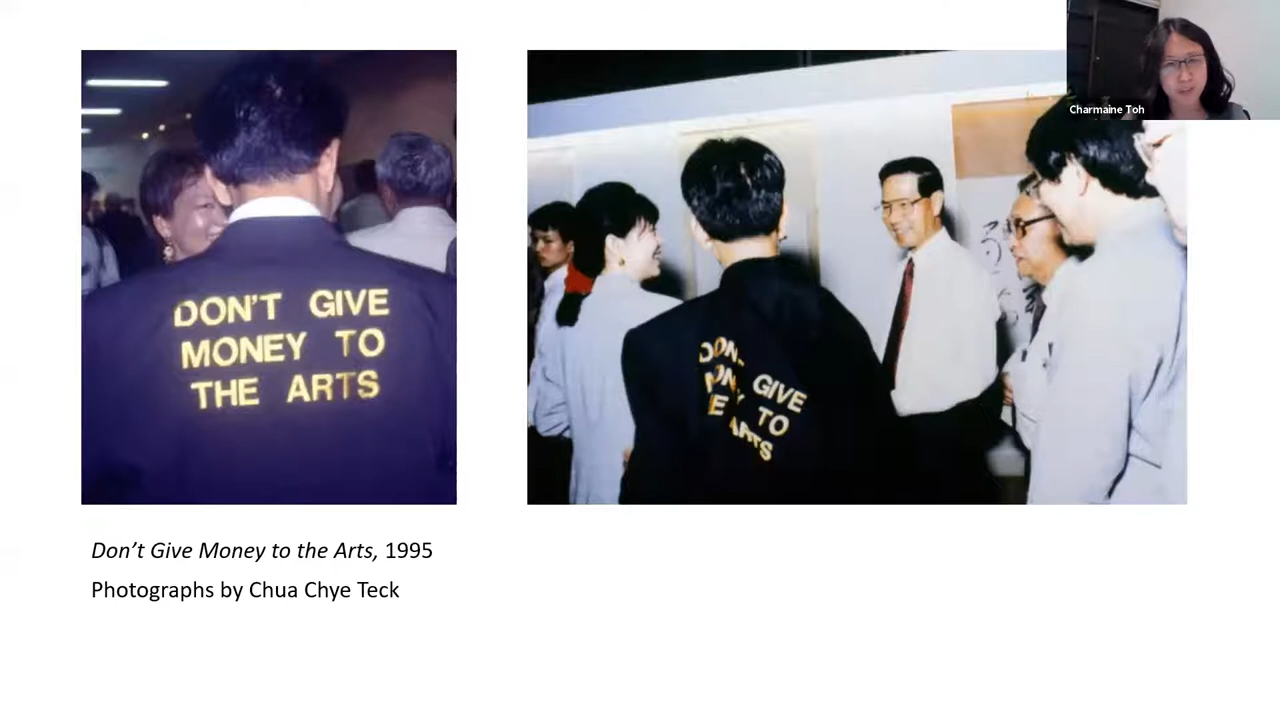 DON'T GIVE
MONEY TO
THE ARTS
GIVE
TO
ARTS
Charmaine Toh
Don't Give Money to the Arts, 1995
Photographs by Chua Chye Teck